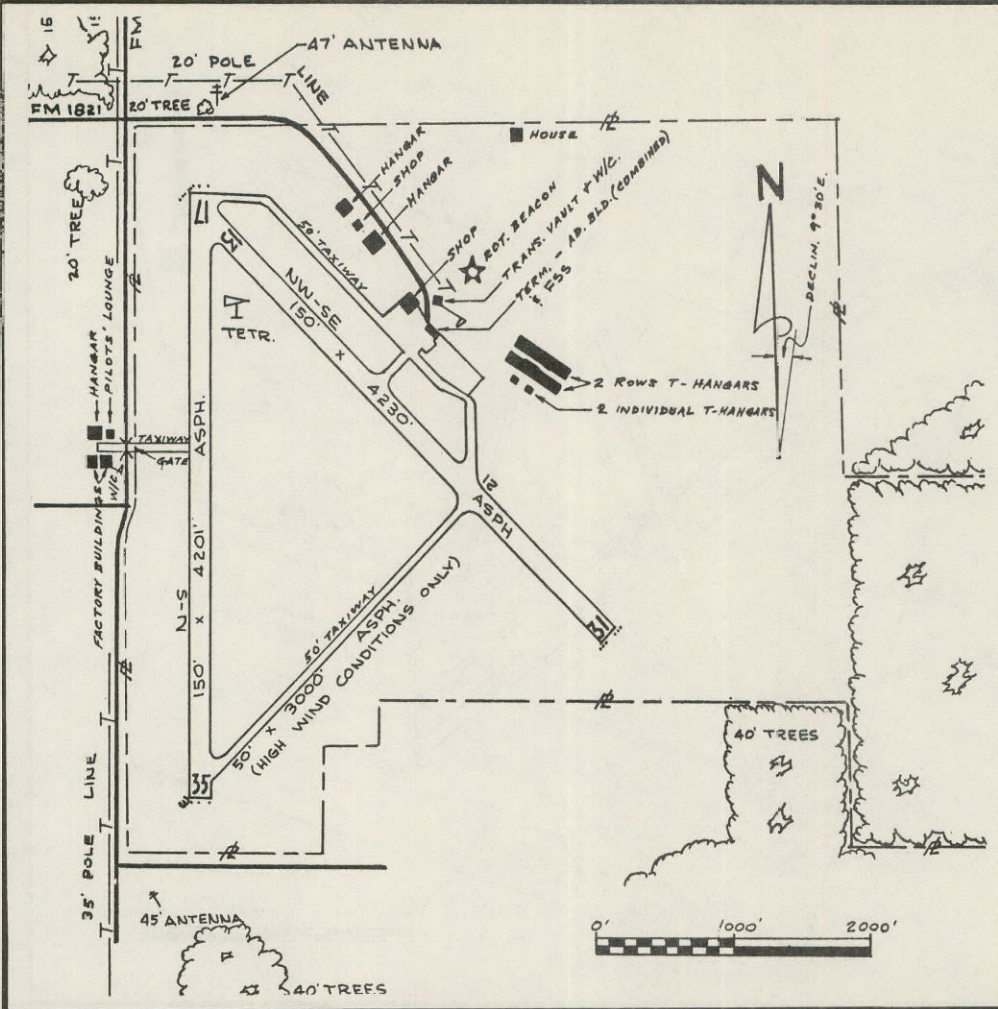 FM
47' ANTENNA
20' POLE
LINE
FM 1821
20' TREE
HOUSE
HANGAR
SHOP
HANGAR
N
DECLIN. 9° 30' E.
SHOP
ROT. BEACON
TRANS. VAULT & W/C.
TERM. - AD. BLD. (COMBINED)
& FSS
20' TREE
17
13
50' TAXIWAY
NW-SE
150' x 4230'
TETR.
HANGAR
PILOTS' LOUNGE
2 ROWS T-HANGARS
2 INDIVIDUAL T-HANGARS
TAXIWAY
GATE
W/C
FACTORY BUILDINGS
ASPH.
N-S
150' x 4201'
12
ASPH
31
50' TAXIWAY
ASPH.
50' x 3000'
(HIGH WIND CONDITIONS ONLY)
35
40' TREES
35' POLE LINE
45' ANTENNA
40' TREES
0' 1000' 2000'